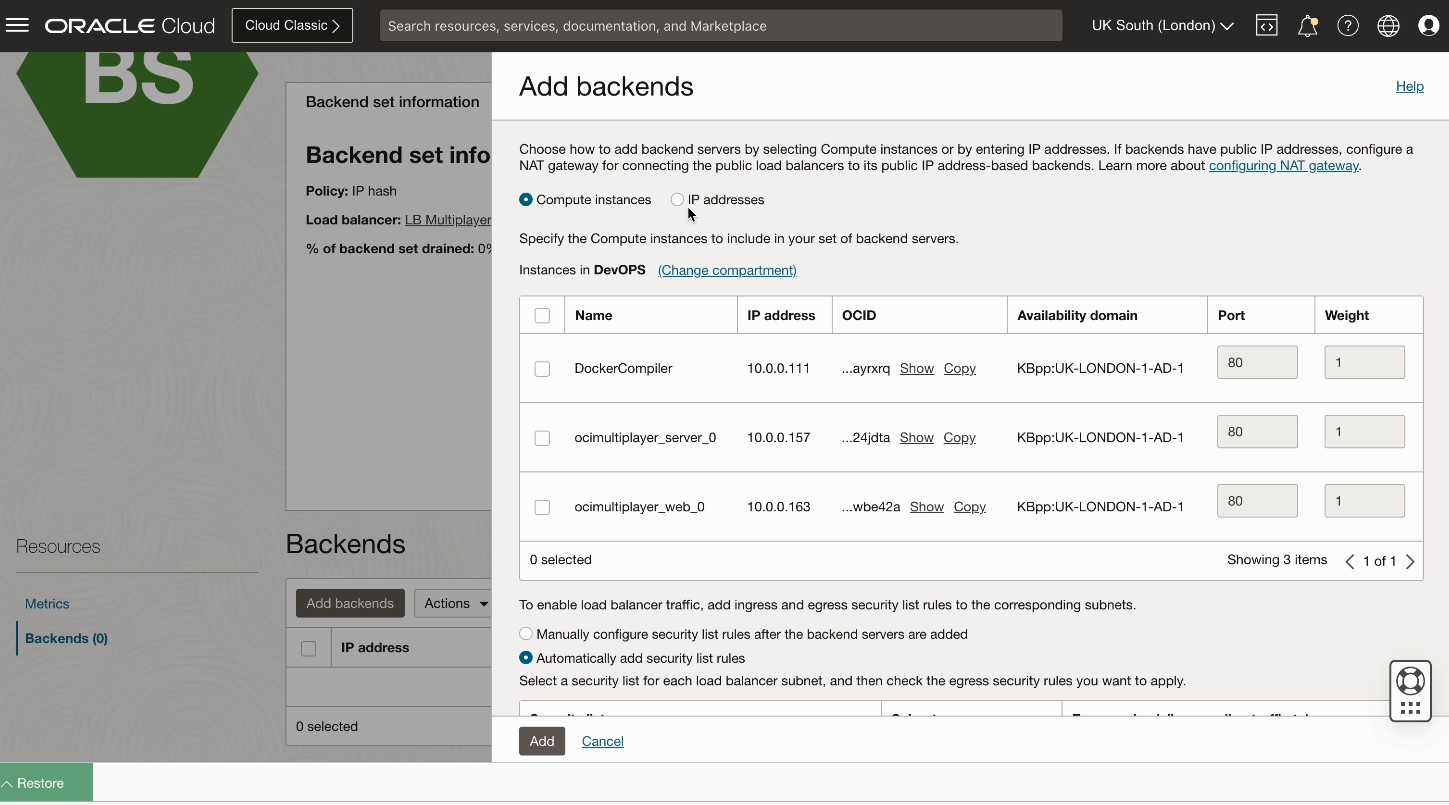 ORACLE Cloud
Cloud Classic
Search resources, services, documentation, and Marketplace
UK South (London)
BS
Backend set information
Backend set info
Policy: IP hash
Load balancer: LB Multiplayer
% of backend set drained: 0%
Resources
Metrics
Backends (0)
Backends
Add backends
Actions
IP address
0 selected
Add backends
Help
Choose how to add backend servers by selecting Compute instances or by entering IP addresses. If backends have public IP addresses, configure a
NAT gateway for connecting the public load balancers to its public IP address-based backends. Learn more about configuring NAT gateway.
Compute instances
IP addresses
Specify the Compute instances to include in your set of backend servers.
Instances in DevOPS (Change compartment)
Name IP address OCID Availability domain Port Weight
DockerCompiler 10.0.0.111 ...ayrxrq Show Copy KBpp:UK-LONDON-1-AD-1 80 1
ocimultiplayer_server_0 10.0.0.157 ...24jdta Show Copy KBpp:UK-LONDON-1-AD-1 80 1
ocimultiplayer_web_0 10.0.0.163 ...wbe42a Show Copy KBpp:UK-LONDON-1-AD-1 80 1
0 selected
Showing 3 items
1 of 1
To enable load balancer traffic, add ingress and egress security list rules to the corresponding subnets.
Manually configure security list rules after the backend servers are added
Automatically add security list rules
Select a security list for each load balancer subnet, and then check the egress security rules you want to apply.
Add
Cancel
Restore